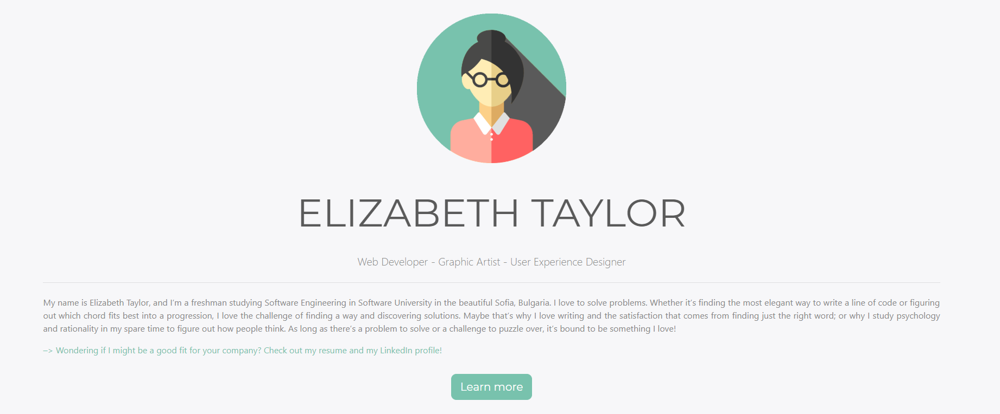 ELIZABETH TAYLOR
Web Developer - Graphic Artist - User Experience Designer
My name is Elizabeth Taylor, and I’m a freshman studying Software Engineering in Software University in the beautiful Sofia, Bulgaria. I love to solve problems. Whether it’s finding the most elegant way to write a line of code or figuring
out which chord fits best into a progression, I love the challenge of finding a way and discovering solutions. Maybe that’s why I love writing and the satisfaction that comes from finding just the right word; or why I study psychology
and rationality in my spare time to figure out how people think. As long as there’s a problem to solve or a challenge to puzzle over, it’s bound to be something I love!
–> Wondering if I might be a good fit for your company? Check out my resume and my LinkedIn profile!
Learn more